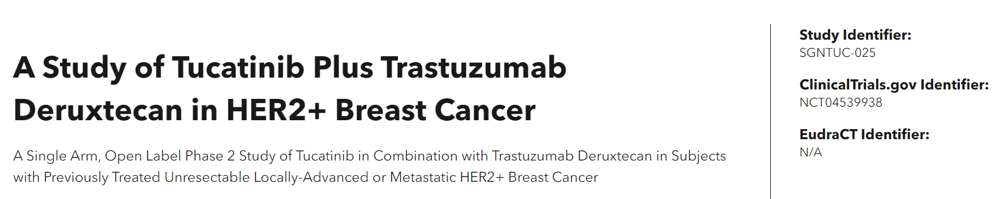 A Study of Tucatinib Plus Trastuzumab
Deruxtecan in HER2+ Breast Cancer
A Single Arm, Open Label Phase 2 Study of Tucatinib in Combination with Trastuzumab Deruxtecan in Subjects
with Previously Treated Unresectable Locally-Advanced or Metastatic HER2+ Breast Cancer
Study Identifier:
SGNTUC-025
ClinicalTrials.gov Identifier:
NCT04539938
EudraCT Identifier:
N/A